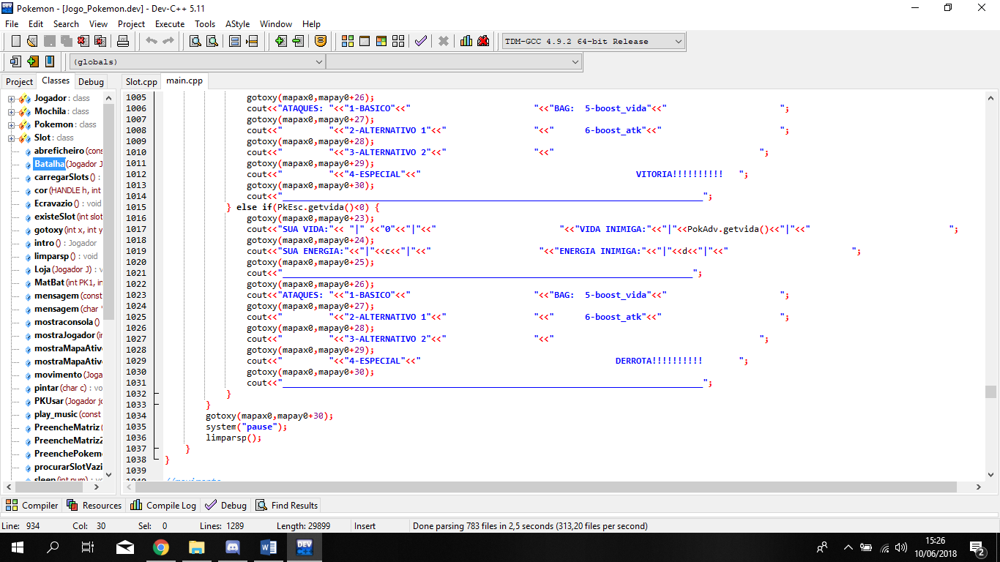 Pokemon - [Jogo_Pokemon.dev] - Dev-C++ 5.11
File Edit Search View Project Execute Tools AStyle Window Help
TDM-GCC 4.9.2 64-bit Release
(globals)
Project Classes Debug
Slot.cpp main.cpp
Jogador : class
Mochila : class
Pokemon : class
Slot : class
abreficheiro (cons
Batalha (Jogador J
carregarSlots () :
cor (HANDLE h, int
Ecravazio () : void
existeSlot (int slot
gotoxy (int x, int y
intro () : Jogador
limparsp () : void
Loja (Jogador J) :
MatBat (int PK1, in
mensagem (const
mensagem (char
mostraconsola ()
mostraJogador (in
mostraMapaAtiv
mostraMapaAtiv
movimento (Joga
pintar (char c) : vo
PKUsar (Jogador jo
play_music (const
PreencheMatriz (
PreencheMatrizZ
PreenchePokem
procurarSlotVazi
sleep (int num) : v
1005 gotoxy(mapax0,mapay0+26);
1006 cout<<"ATAQUES: "<<"1-BASICO"<<" "<<"BAG: 5-boost_vida"<<" ";
1007 gotoxy(mapax0,mapay0+27);
1008 cout<<" "<<"2-ALTERNATIVO 1"<<" "<<" 6-boost_atk"<<" ";
1009 gotoxy(mapax0,mapay0+28);
1010 cout<<" "<<"3-ALTERNATIVO 2"<<" "<<" ";
1011 gotoxy(mapax0,mapay0+29);
1012 cout<<" "<<"4-ESPECIAL"<<" VITORIA!!!!!!!!!! ";
1013 gotoxy(mapax0,mapay0+30);
1014 cout<<"__________________________________________________________________________________";
1015 } else if(PkEsc.getvida()<0) {
1016 gotoxy(mapax0,mapay0+23);
1017 cout<<"SUA VIDA:"<< "|" <<"0"<<"|"<<" "<<"VIDA INIMIGA:"<<"|"<<PokAdv.getvida()<<"|"<<" ";
1018 gotoxy(mapax0,mapay0+24);
1019 cout<<"SUA ENERGIA:"<<"|"<<c<<"|"<<" "<<"ENERGIA INIMIGA:"<<"|"<<d<<"|"<<" ";
1020 gotoxy(mapax0,mapay0+25);
1021 cout<<"________________________________________________________________________________";
1022 gotoxy(mapax0,mapay0+26);
1023 cout<<"ATAQUES: "<<"1-BASICO"<<" "<<"BAG: 5-boost_vida"<<" ";
1024 gotoxy(mapax0,mapay0+27);
1025 cout<<" "<<"2-ALTERNATIVO 1"<<" "<<" 6-boost_atk"<<" ";
1026 gotoxy(mapax0,mapay0+28);
1027 cout<<" "<<"3-ALTERNATIVO 2"<<" "<<" ";
1028 gotoxy(mapax0,mapay0+29);
1029 cout<<" "<<"4-ESPECIAL"<<" DERROTA!!!!!!!!!! ";
1030 gotoxy(mapax0,mapay0+30);
1031 cout<<"__________________________________________________________________________________";
1032 }
1033 }
1034 gotoxy(mapax0,mapay0+30);
1035 system("pause");
1036 limparsp();
1037 }
1038 }
1039
1040 //movimento
Compiler Resources Compile Log Debug Find Results
Line: 934 Col: 30 Sel: 0 Lines: 1289 Length: 29899 Insert Done parsing 783 files in 2,5 seconds (313,20 files per second)
15:26
10/06/2018
2